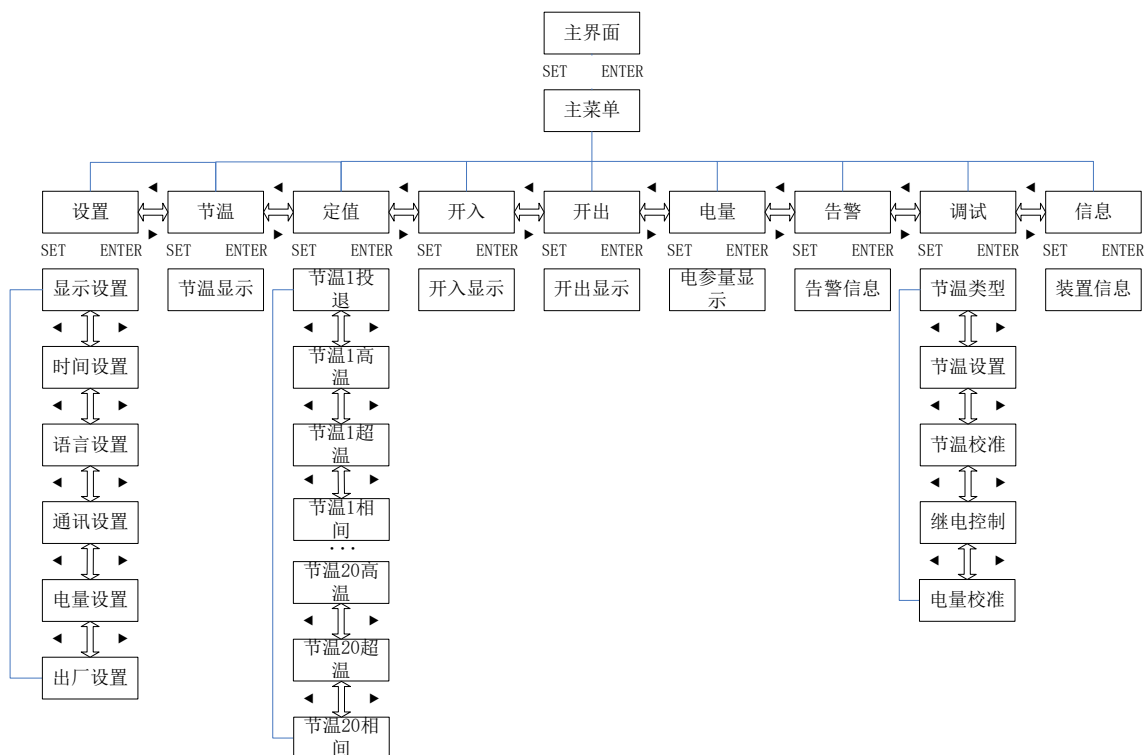 主界面
SET ENTER
主菜单
设置 节温 定值 开入 开出 电量 告警 调试 信息
SET ENTER SET ENTER SET ENTER SET ENTER SET ENTER SET ENTER SET ENTER SET ENTER SET ENTER
显示设置 节温显示 节温1投退 开入显示 开出显示 电参量显示 告警信息 节温类型 装置信息
时间设置 节温1高温 节温设置
语言设置 节温1超温 节温校准
通讯设置 节温1相间 继电控制
...
电量设置 节温20高温 电量校准
出厂设置 节温20超温
节温20相间